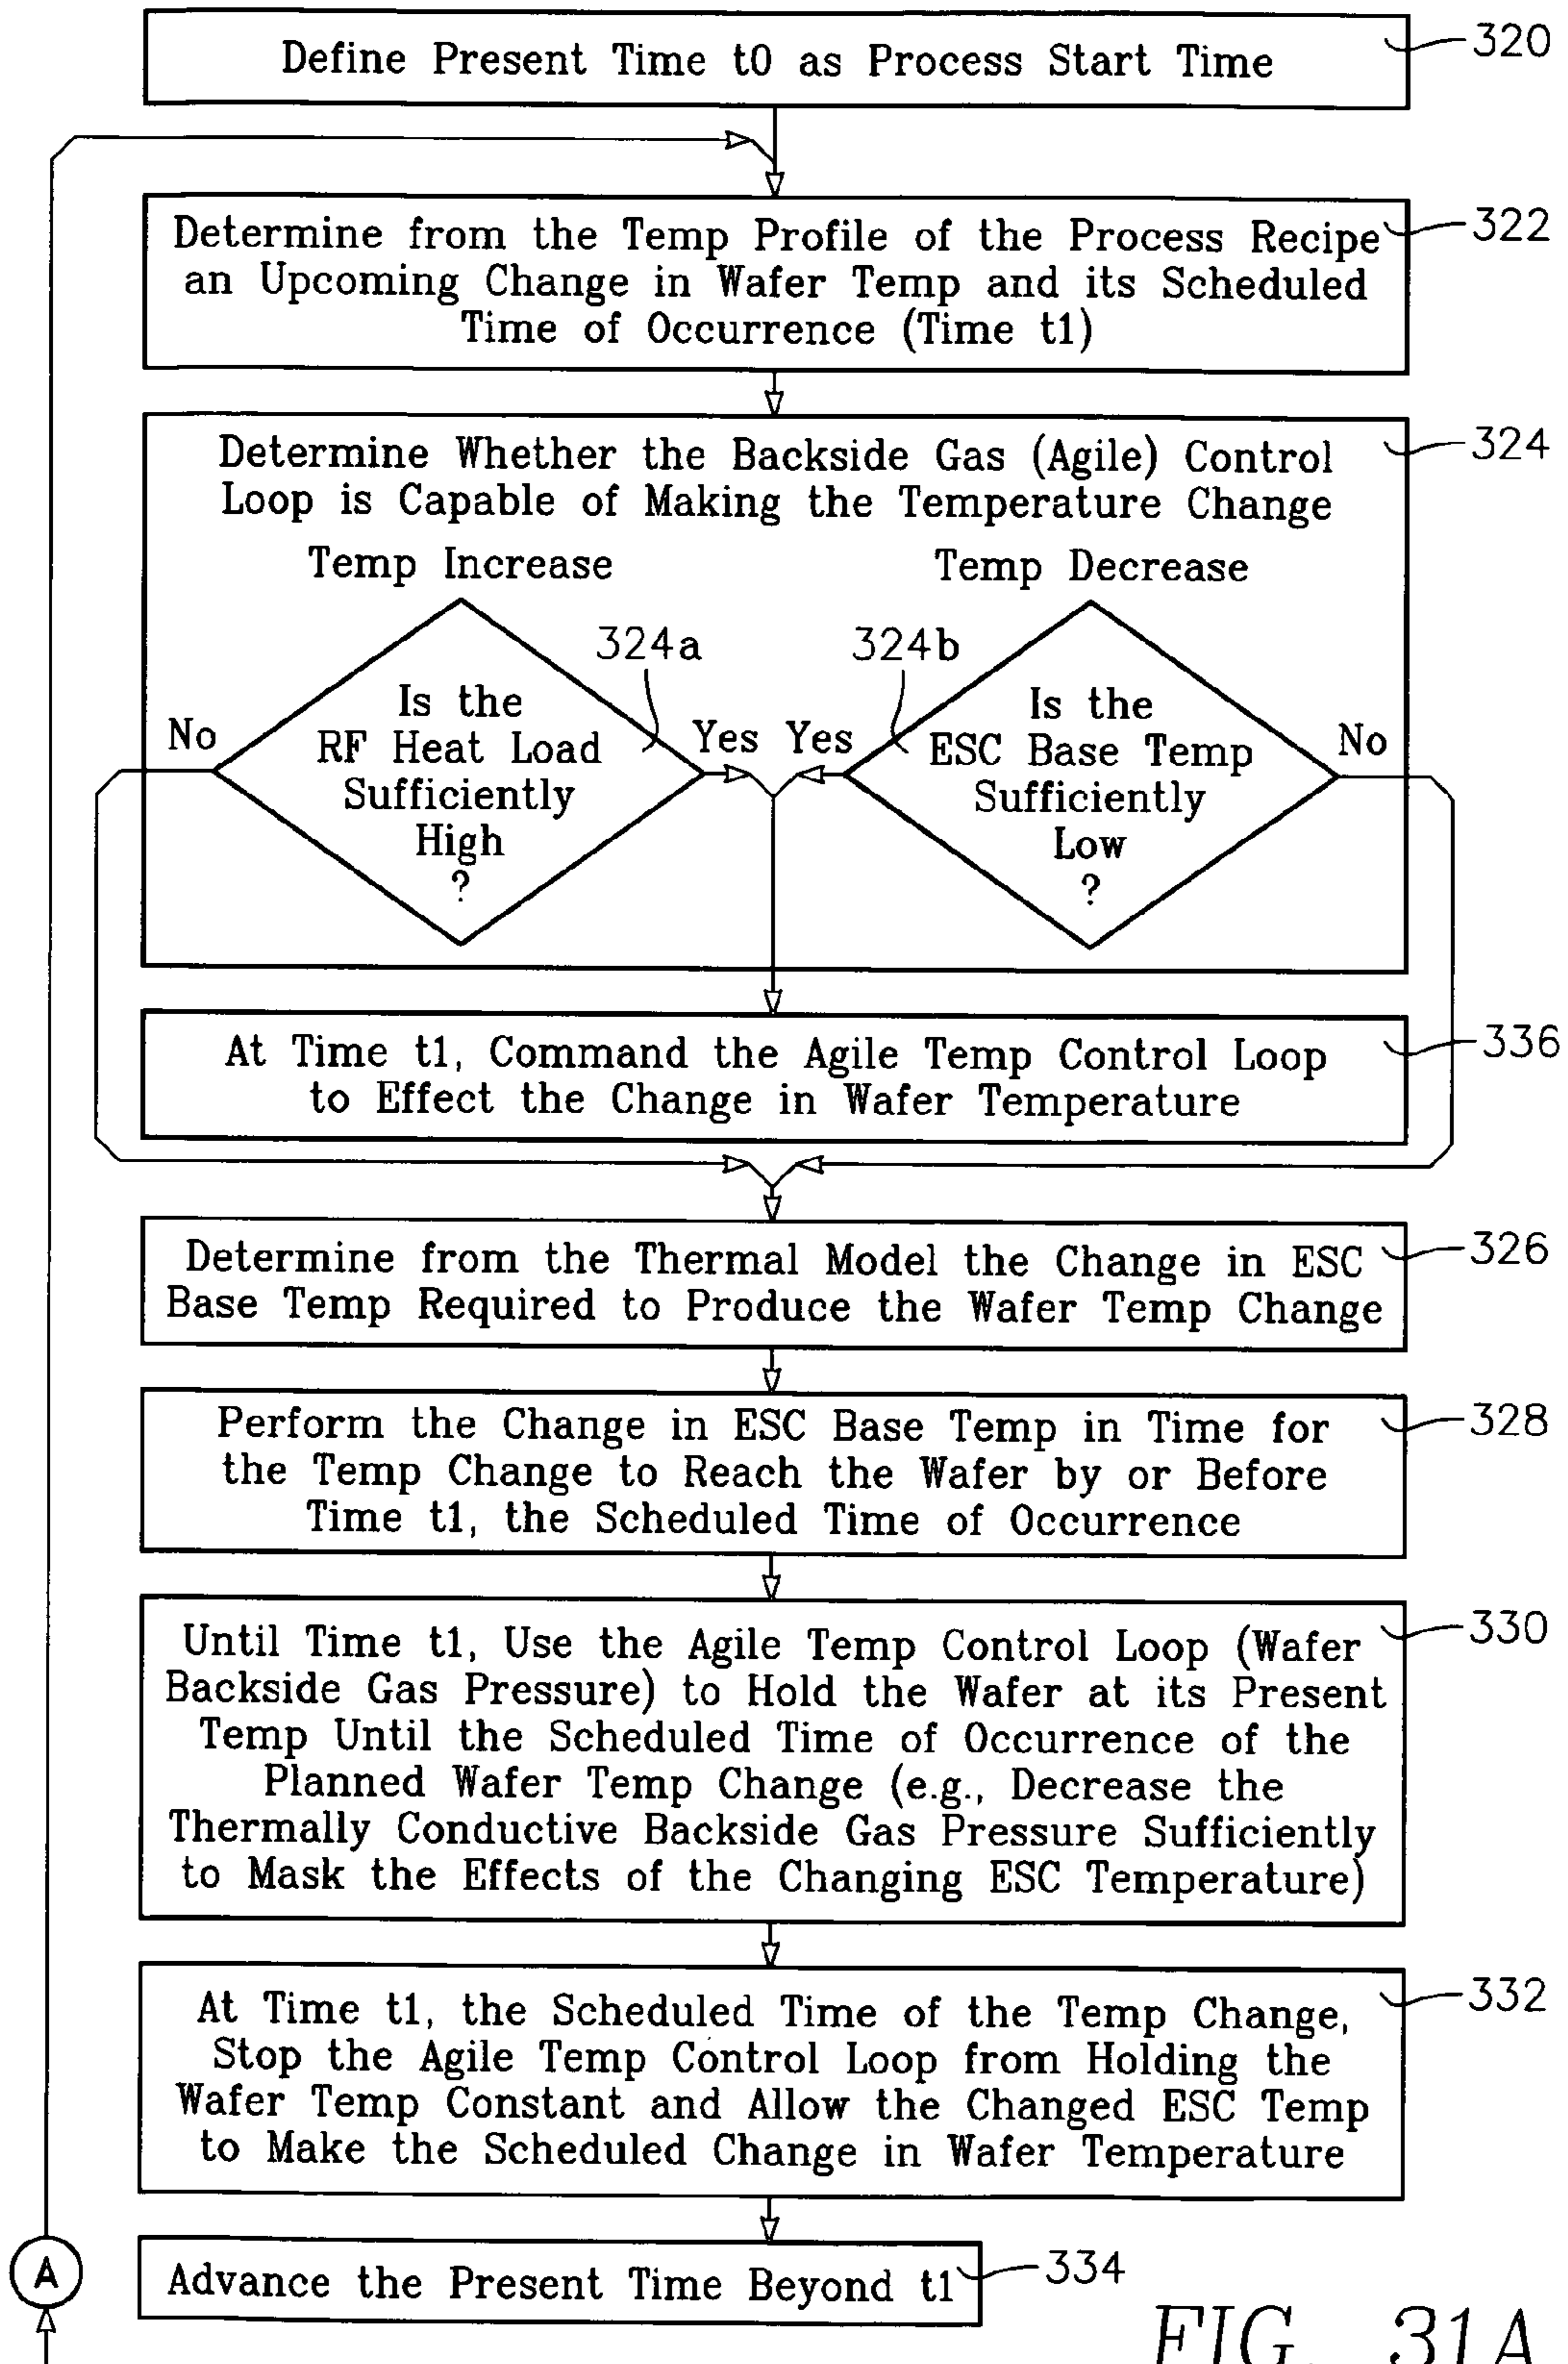 Define Present Time t0 as Process Start Time
320
Determine from the Temp Profile of the Process Recipe
an Upcoming Change in Wafer Temp and its Scheduled
Time of Occurrence (Time t1)
322
Determine Whether the Backside Gas (Agile) Control
Loop is Capable of Making the Temperature Change
324
Temp Increase
Temp Decrease
324a
324b
No
Is the
RF Heat Load
Sufficiently
High
?
Yes
Yes
Is the
ESC Base Temp
Sufficiently
Low
?
No
At Time t1, Command the Agile Temp Control Loop
to Effect the Change in Wafer Temperature
336
Determine from the Thermal Model the Change in ESC
Base Temp Required to Produce the Wafer Temp Change
326
Perform the Change in ESC Base Temp in Time for
the Temp Change to Reach the Wafer by or Before
Time t1, the Scheduled Time of Occurrence
328
Until Time t1, Use the Agile Temp Control Loop (Wafer
Backside Gas Pressure) to Hold the Wafer at its Present
Temp Until the Scheduled Time of Occurrence of the
Planned Wafer Temp Change (e.g., Decrease the
Thermally Conductive Backside Gas Pressure Sufficiently
to Mask the Effects of the Changing ESC Temperature)
330
At Time t1, the Scheduled Time of the Temp Change,
Stop the Agile Temp Control Loop from Holding the
Wafer Temp Constant and Allow the Changed ESC Temp
to Make the Scheduled Change in Wafer Temperature
332
A
Advance the Present Time Beyond t1
334
FIG. 31A